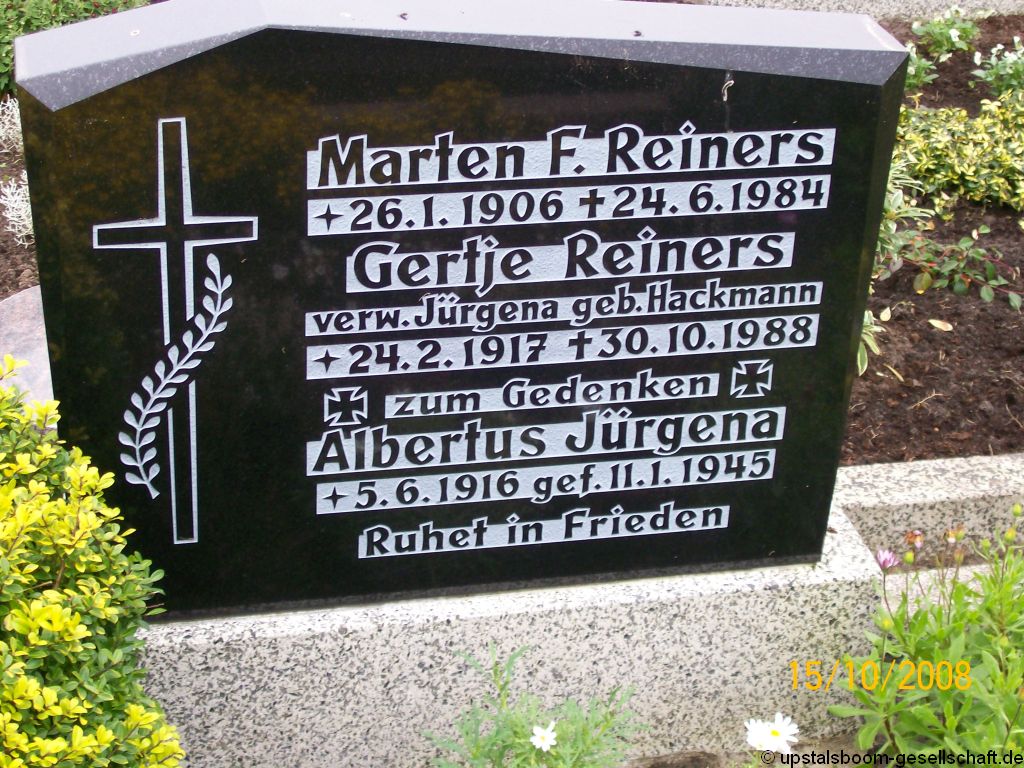 Marten F. Reiners
✦ 26.1.1906 ✝ 24.6.1984
Gertje Reiners
verw. Jürgena geb. Hackmann
✦ 24.2.1917 ✝ 30.10.1988
zum Gedenken
Albertus Jürgena
✦ 5.6.1916 gef. 11.1.1945
Ruhet in Frieden
15/10/2008
© upstalsboom-gesellschaft.de